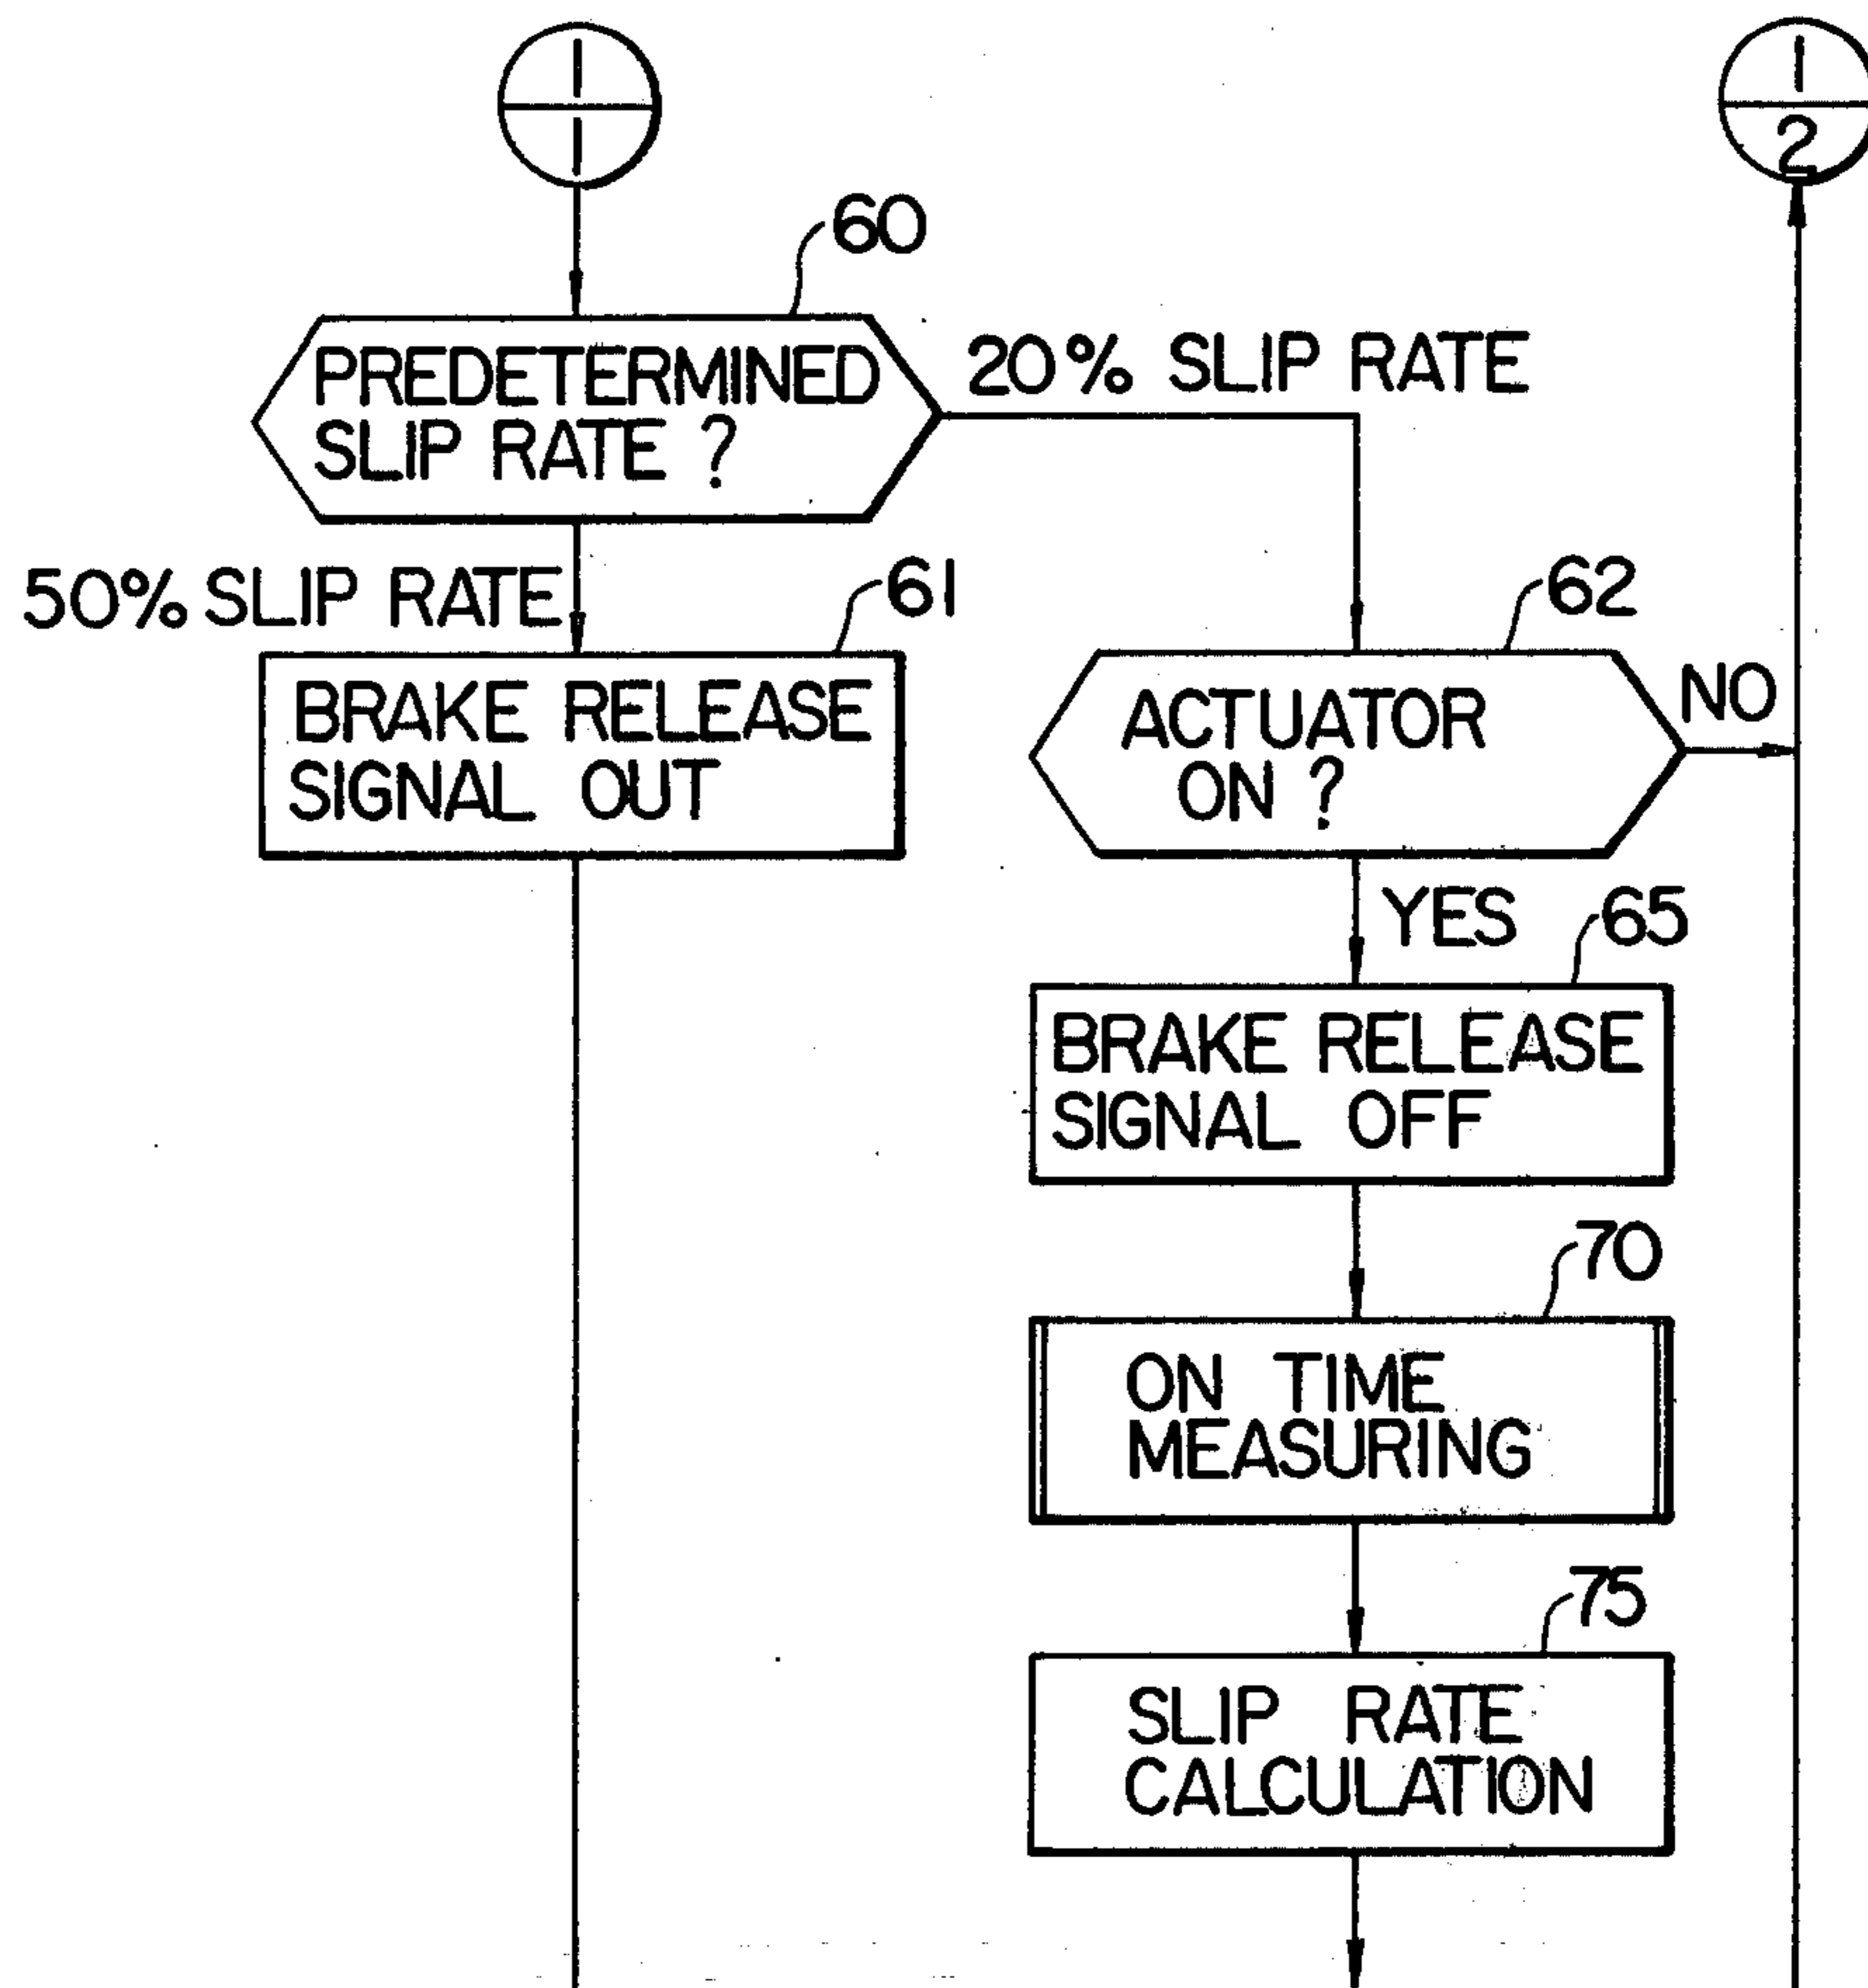 1
1
1
2
60
PREDETERMINED
SLIP RATE ?
20% SLIP RATE
50% SLIP RATE
61
62
BRAKE RELEASE
SIGNAL OUT
ACTUATOR
ON ?
NO
YES
65
BRAKE RELEASE
SIGNAL OFF
70
ON TIME
MEASURING
75
SLIP RATE
CALCULATION